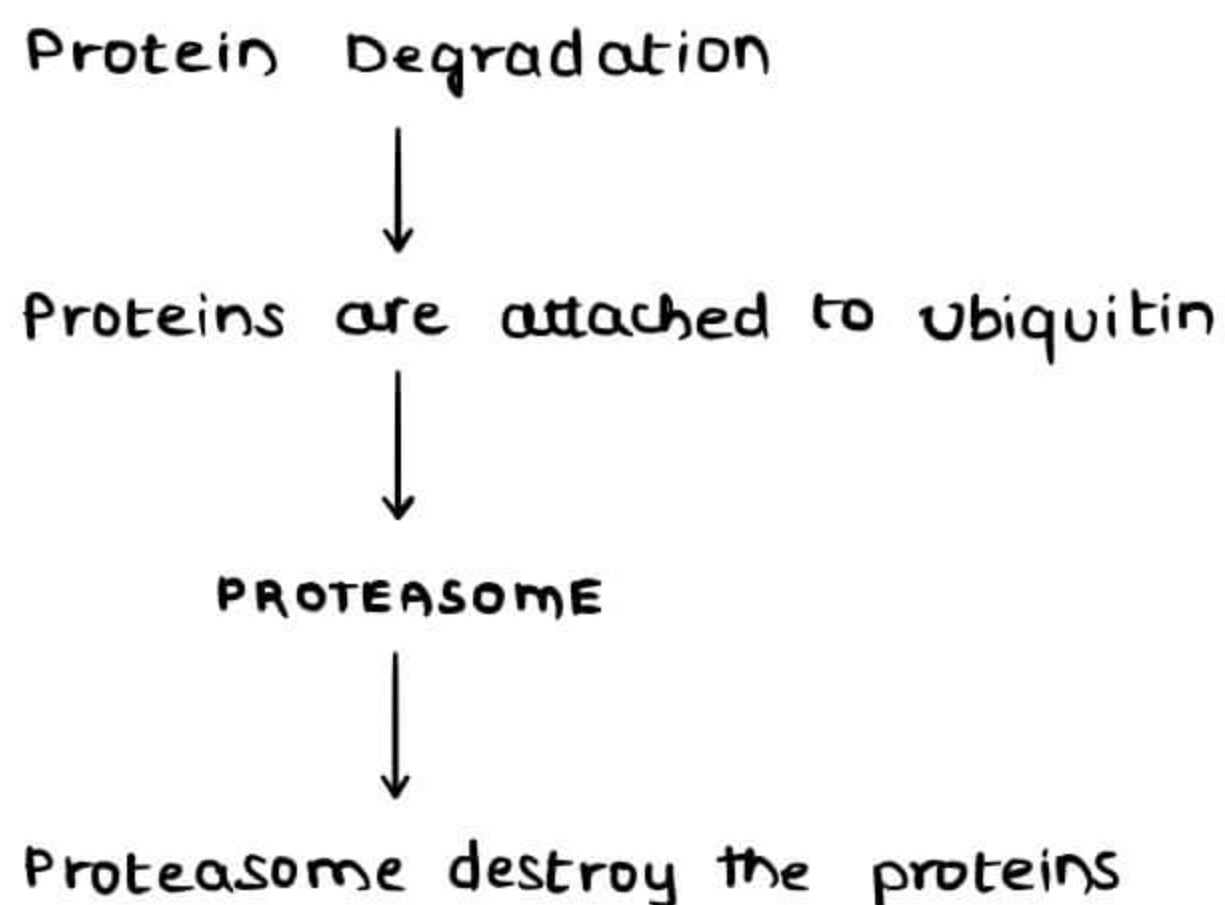 Protein Degradation
Proteins are attached to Ubiquitin
PROTEASOME
Proteasome destroy the proteins